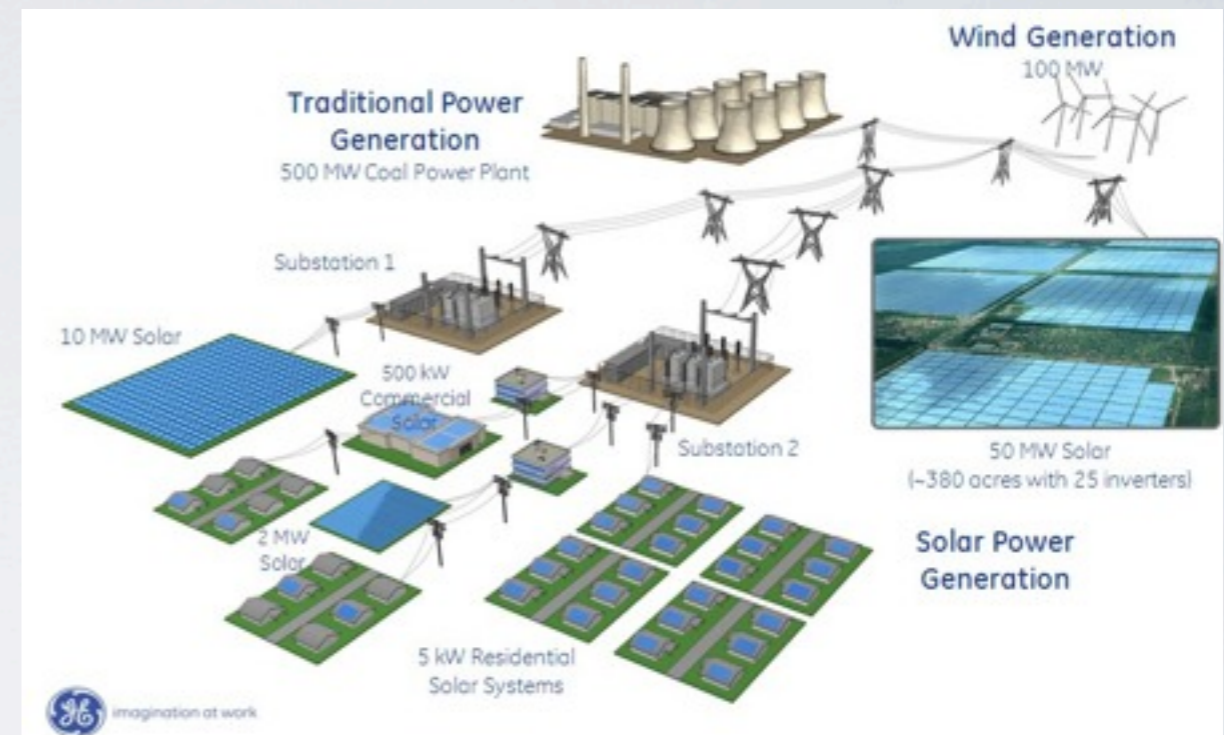 Wind Generation
100 MW
Traditional Power
Generation
500 MW Coal Power Plant
Substation 1
10 MW Solar
500 kW
Commercial
Solar
Substation 2
50 MW Solar
(~380 acres with 25 inverters)
2 MW
Solar
Solar Power
Generation
5 kW Residential
Solar Systems
GE imagination at work